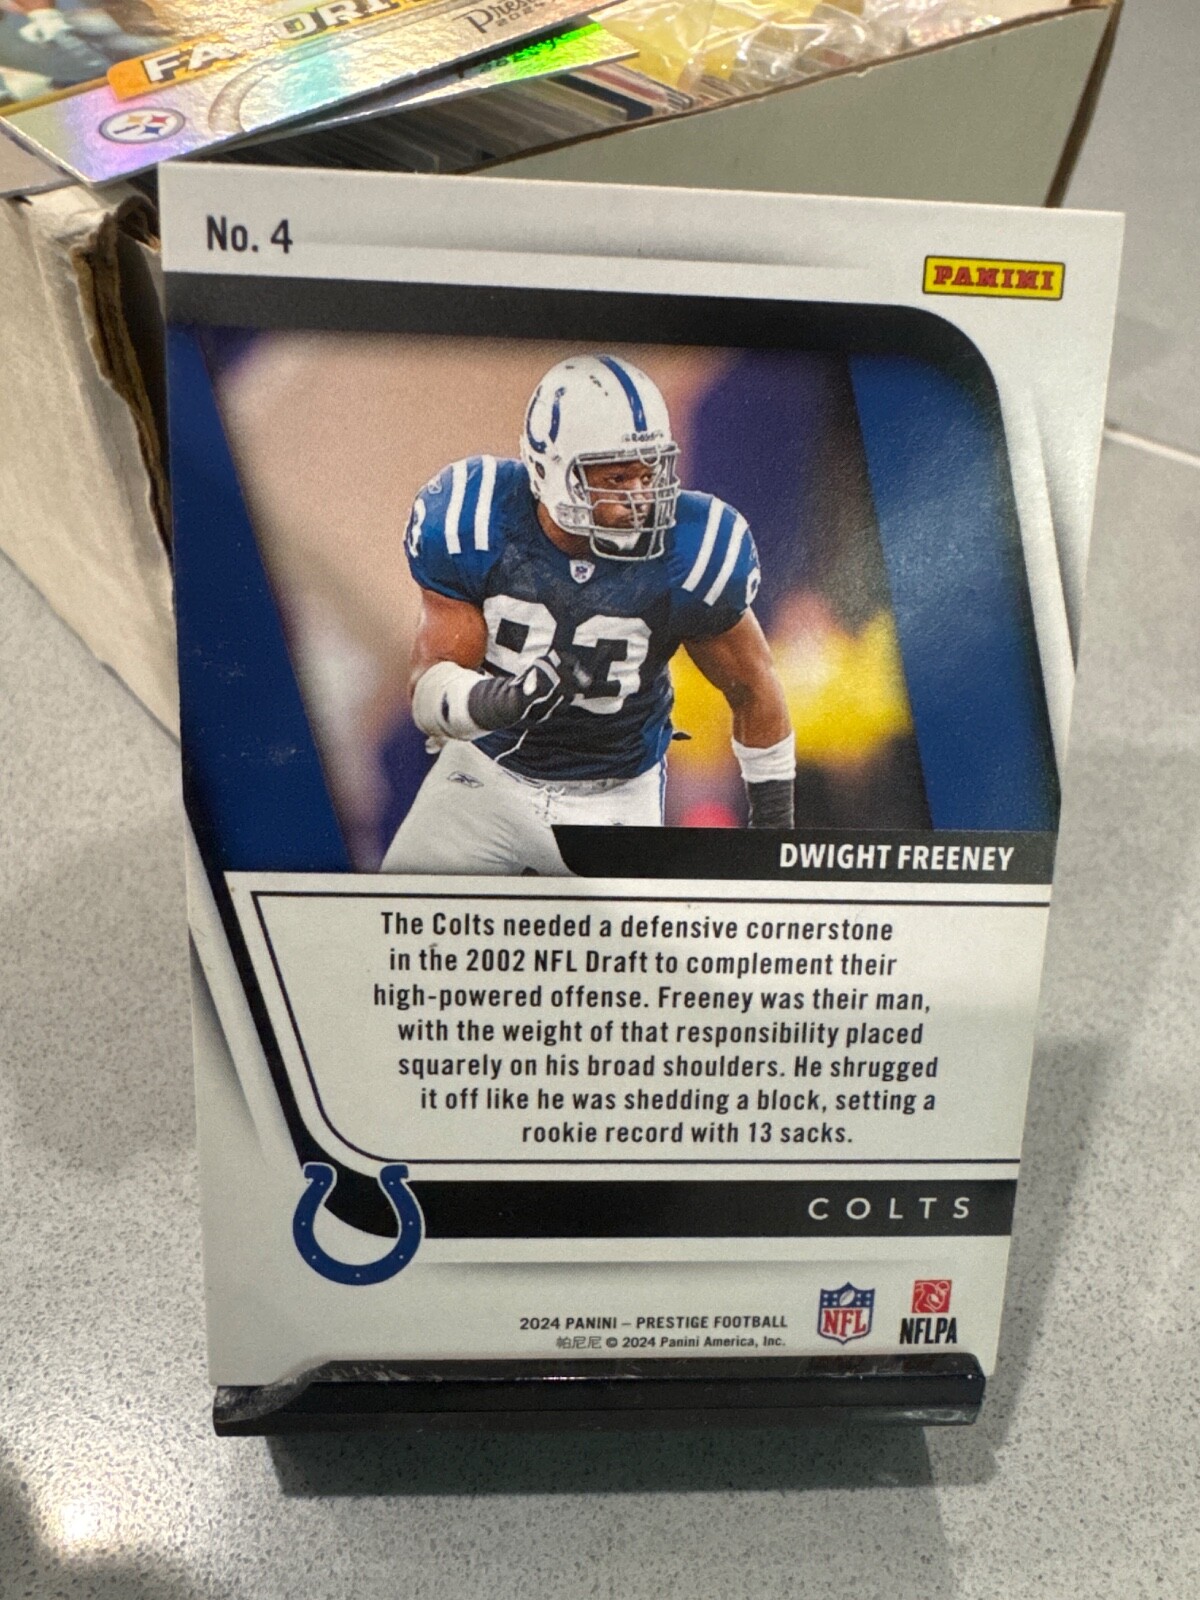 No. 4
PANINI
93
DWIGHT FREENEY
The Colts needed a defensive cornerstone
in the 2002 NFL Draft to complement their
high-powered offense. Freeney was their man,
with the weight of that responsibility placed
squarely on his broad shoulders. He shrugged
it off like he was shedding a block, setting a
rookie record with 13 sacks.
COLTS
2024 PANINI – PRESTIGE FOOTBALL
帕尼尼 © 2024 Panini America, Inc.
NFL
NFLPA